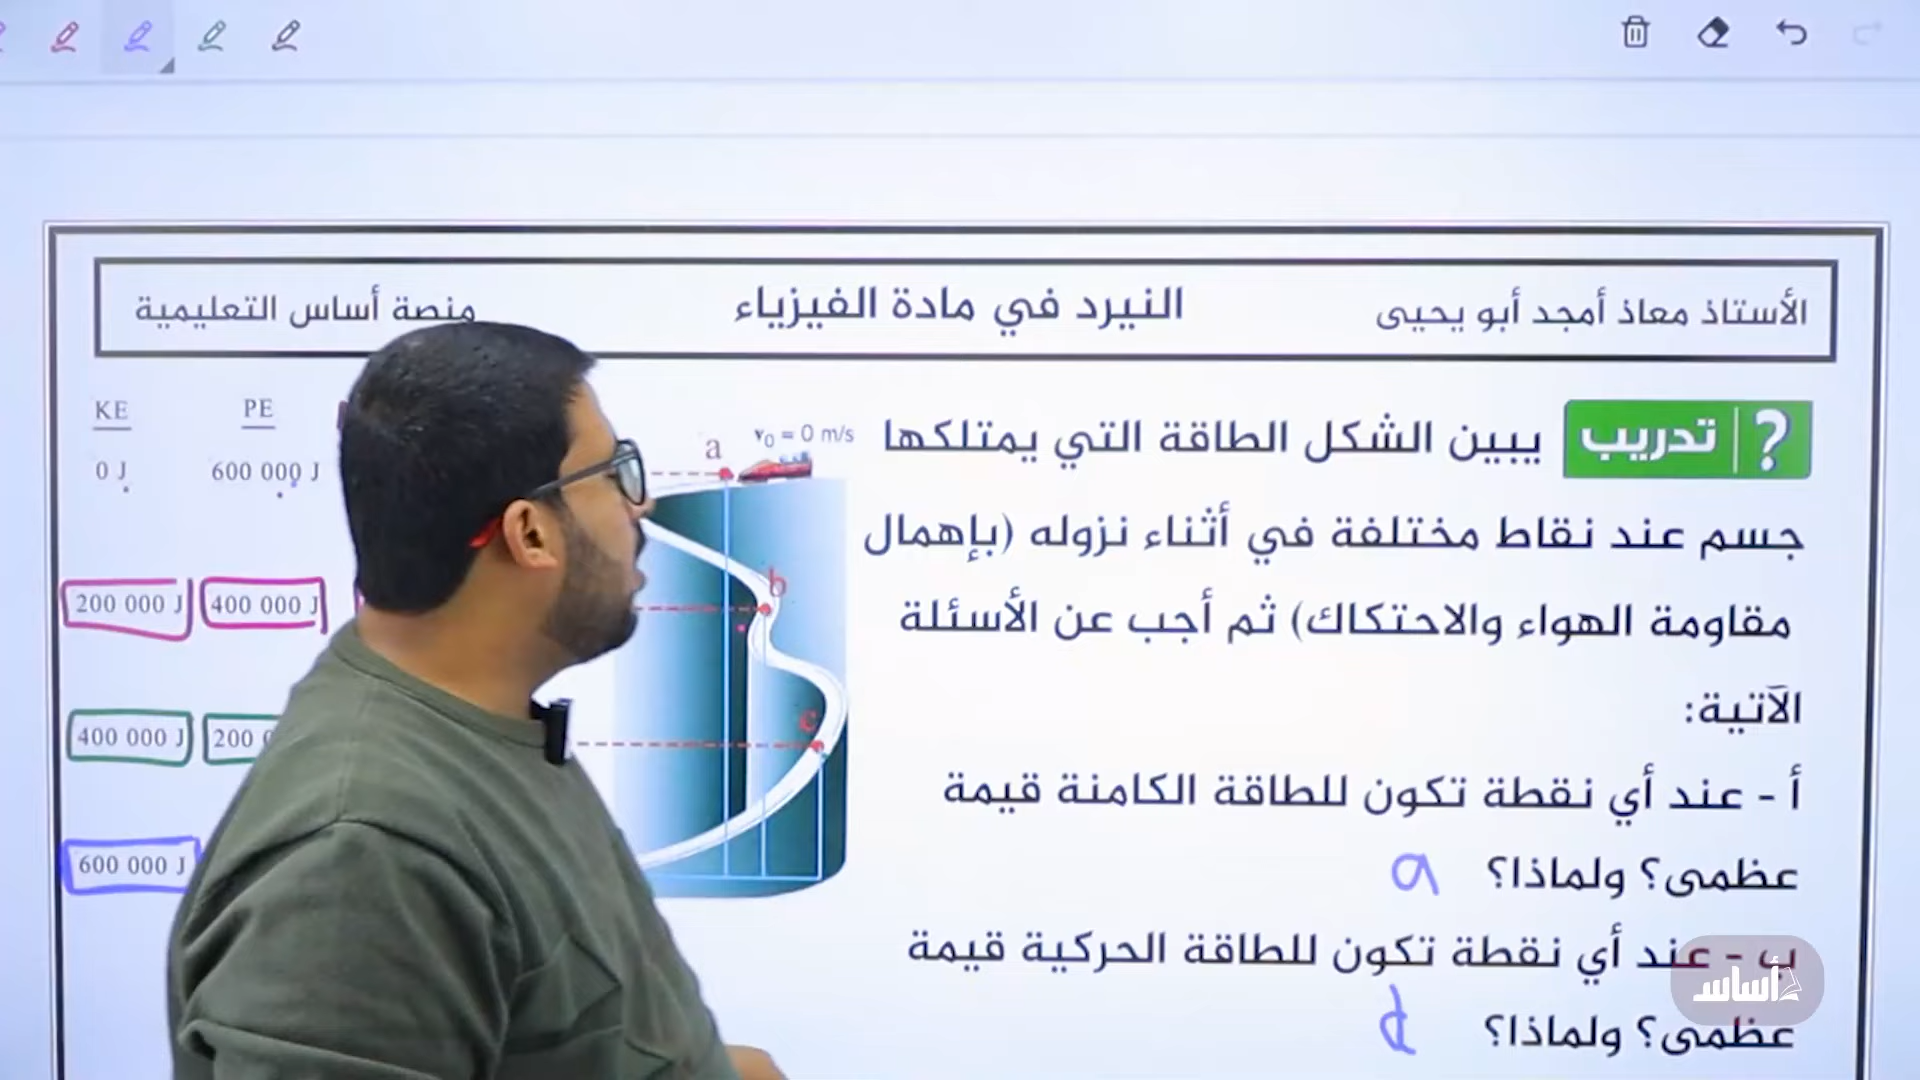 الأستاذ معاذ أمجد أبو يحيى
النيرد في مادة الفيزياء
منصة أساس التعليمية
? تدريب
يبين الشكل الطاقة التي يمتلكها
جسم عند نقاط مختلفة في أثناء نزوله (بإهمال
مقاومة الهواء والاحتكاك) ثم أجب عن الأسئلة
الآتية:
أ - عند أي نقطة تكون للطاقة الكامنة قيمة
عظمى؟ ولماذا؟ a
ب - عند أي نقطة تكون للطاقة الحركية قيمة
عظمى؟ ولماذا؟ d
KE PE
0 J 600 000 J
200 000 J 400 000 J
400 000 J 200
600 000 J
a v₀ = 0 m/s
b
c
أساس